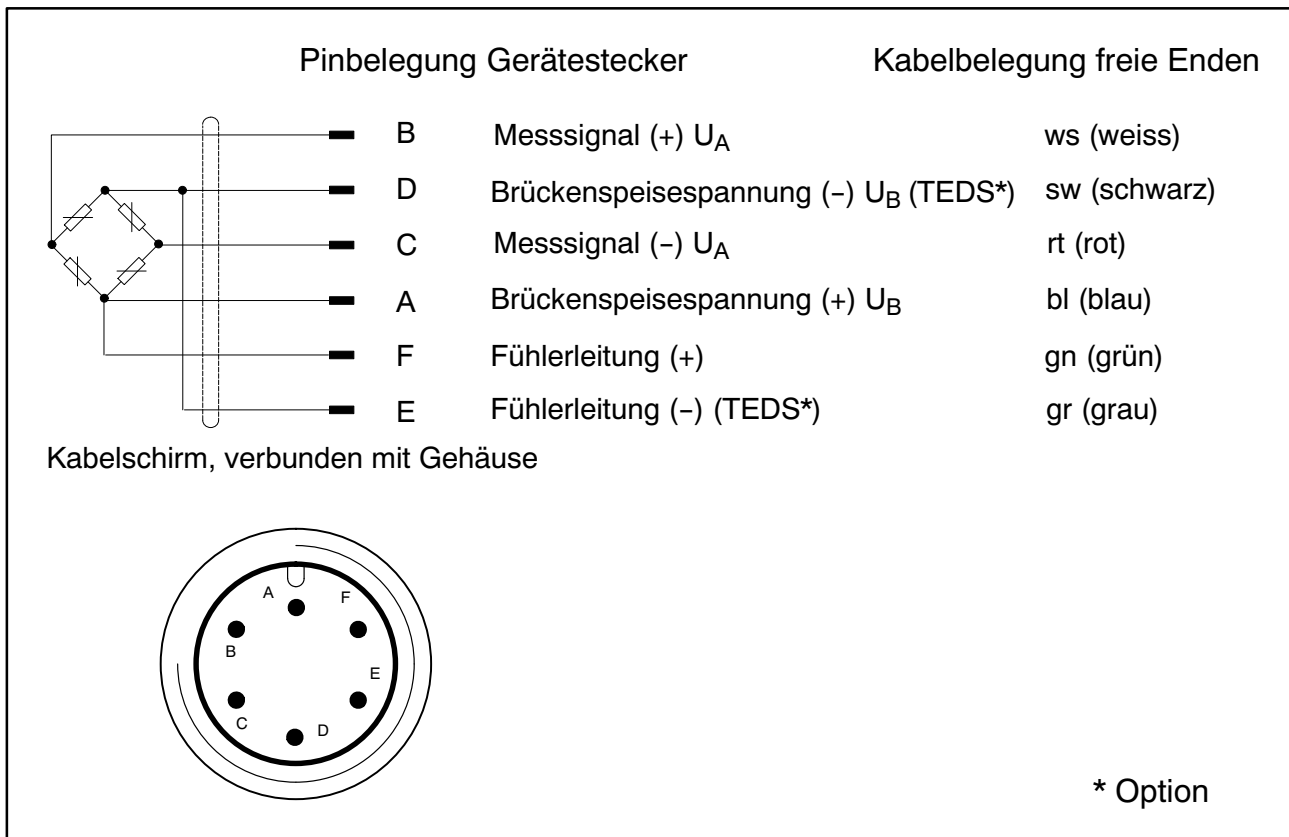 Pinbelegung Gerätestecker Kabelbelegung freie Enden
B Messsignal (+) UA ws (weiss)
D Brückenspeisespannung (−) UB (TEDS*) sw (schwarz)
C Messsignal (−) UA rt (rot)
A Brückenspeisespannung (+) UB bl (blau)
F Fühlerleitung (+) gn (grün)
E Fühlerleitung (−) (TEDS*) gr (grau)
Kabelschirm, verbunden mit Gehäuse
A F
B
E
C D
* Option